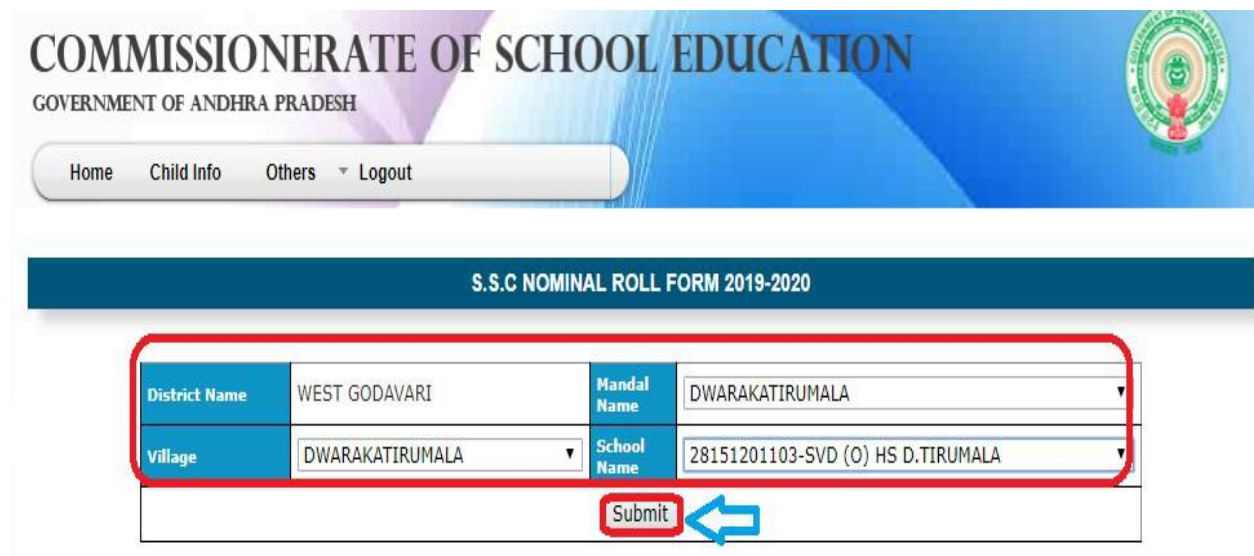 COMMISSIONERATE OF SCHOOL EDUCATION
GOVERNMENT OF ANDHRA PRADESH
Home Child Info Others Logout
S.S.C NOMINAL ROLL FORM 2019-2020
District Name WEST GODAVARI Mandal Name DWARAKATIRUMALA
Village DWARAKATIRUMALA School Name 28151201103-SVD (O) HS D.TIRUMALA
Submit